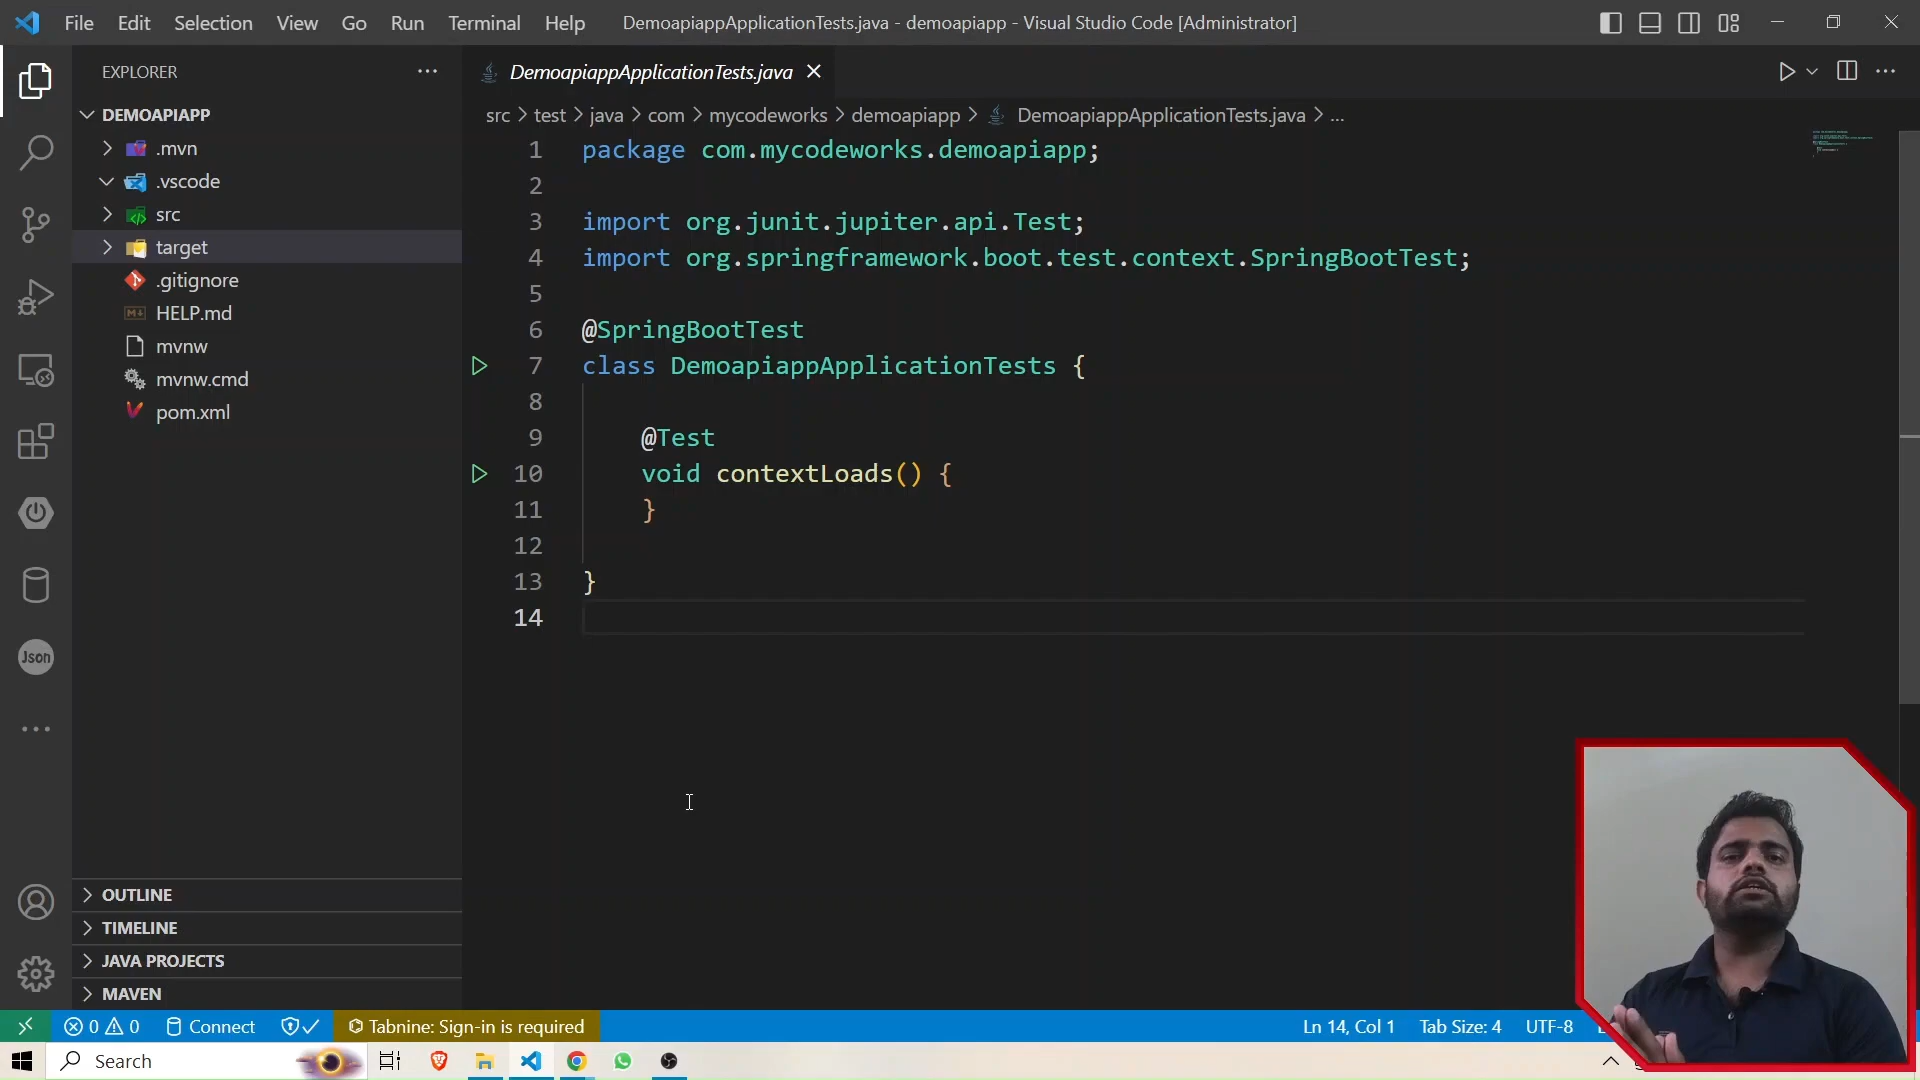 File Edit Selection View Go Run Terminal Help DemoapiappApplicationTests.java - demoapiapp - Visual Studio Code [Administrator]
EXPLORER
DEMOAPIAPP
.mvn
.vscode
src
target
.gitignore
HELP.md
mvnw
mvnw.cmd
pom.xml
OUTLINE
TIMELINE
JAVA PROJECTS
MAVEN
Json
DemoapiappApplicationTests.java
src > test > java > com > mycodeworks > demoapiapp > DemoapiappApplicationTests.java > ...
1 package com.mycodeworks.demoapiapp;
2
3 import org.junit.jupiter.api.Test;
4 import org.springframework.boot.test.context.SpringBootTest;
5
6 @SpringBootTest
7 class DemoapiappApplicationTests {
8
9 @Test
10 void contextLoads() {
11 }
12
13 }
14
0 0 Connect Tabnine: Sign-in is required Ln 14, Col 1 Tab Size: 4 UTF-8
Search